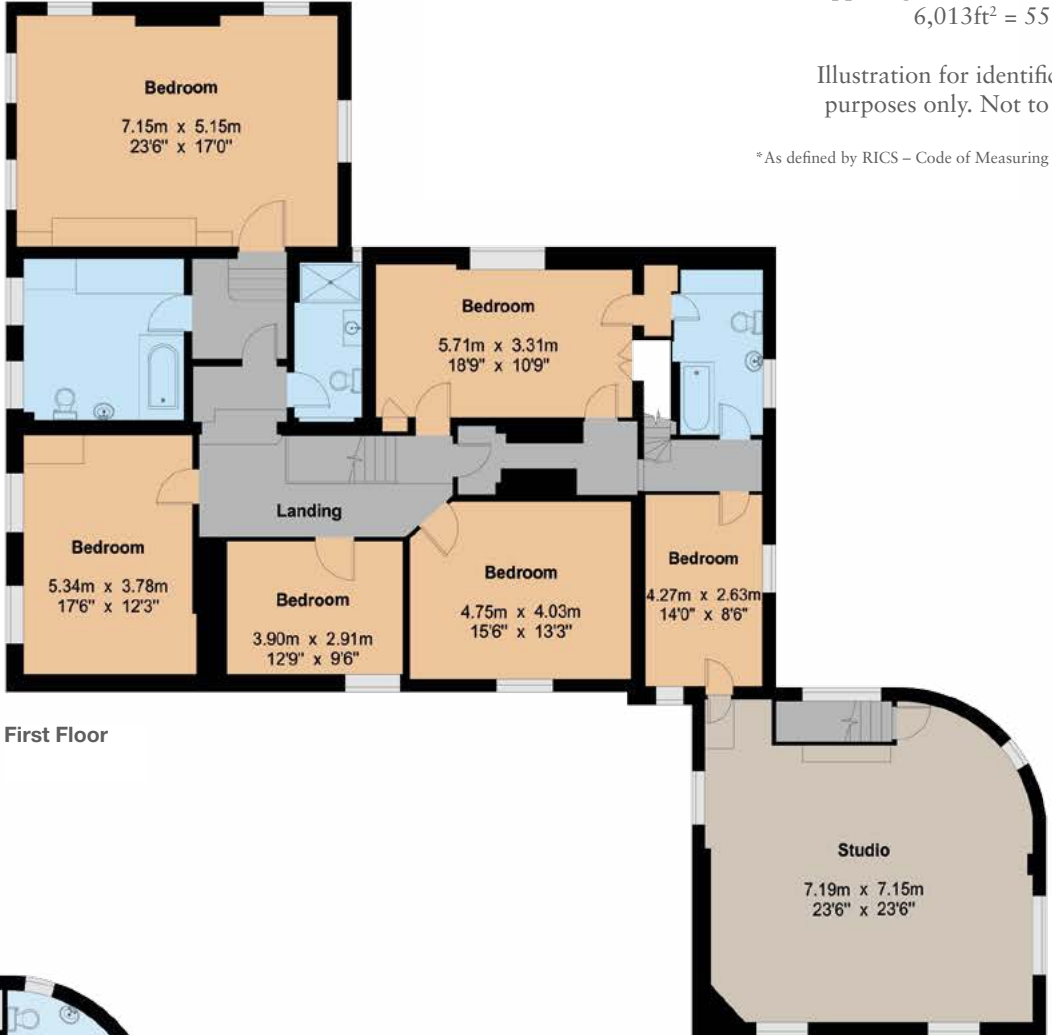 6,013ft² = 55
Illustration for
purposes only. Not to
*As defined by RICS – Code of Measuring
Bedroom
7.15m x 5.15m
23'6" x 17'0"
Bedroom
5.71m x 3.31m
18'9" x 10'9"
Landing
Bedroom
5.34m x 3.78m
17'6" x 12'3"
Bedroom
3.90m x 2.91m
12'9" x 9'6"
Bedroom
4.75m x 4.03m
15'6" x 13'3"
Bedroom
4.27m x 2.63m
14'0" x 8'6"
First Floor
Studio
7.19m x 7.15m
23'6" x 23'6"